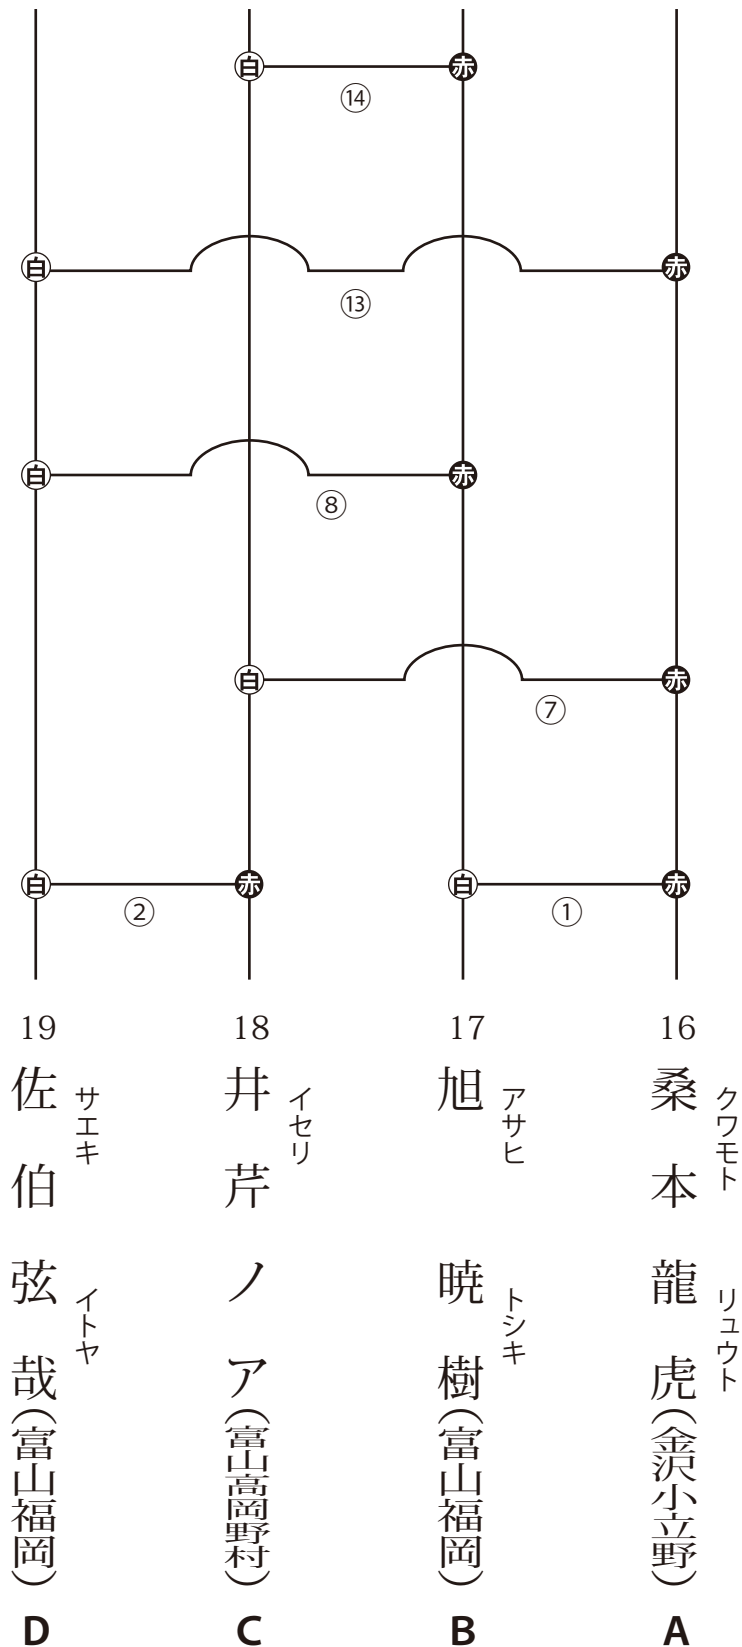 白 赤
⑭
白 赤
⑬
白 赤
⑧
白 赤
⑦
白 赤 白 赤
② ①
16
桑本 龍虎(金沢小立野)
クワモト リュウト
A
17
旭 暁樹(富山福岡)
アサヒ トシキ
B
18
井芹 ノア(富山高岡野村)
イセリ
C
19
佐伯 弦哉(富山福岡)
サエキ イトヤ
D